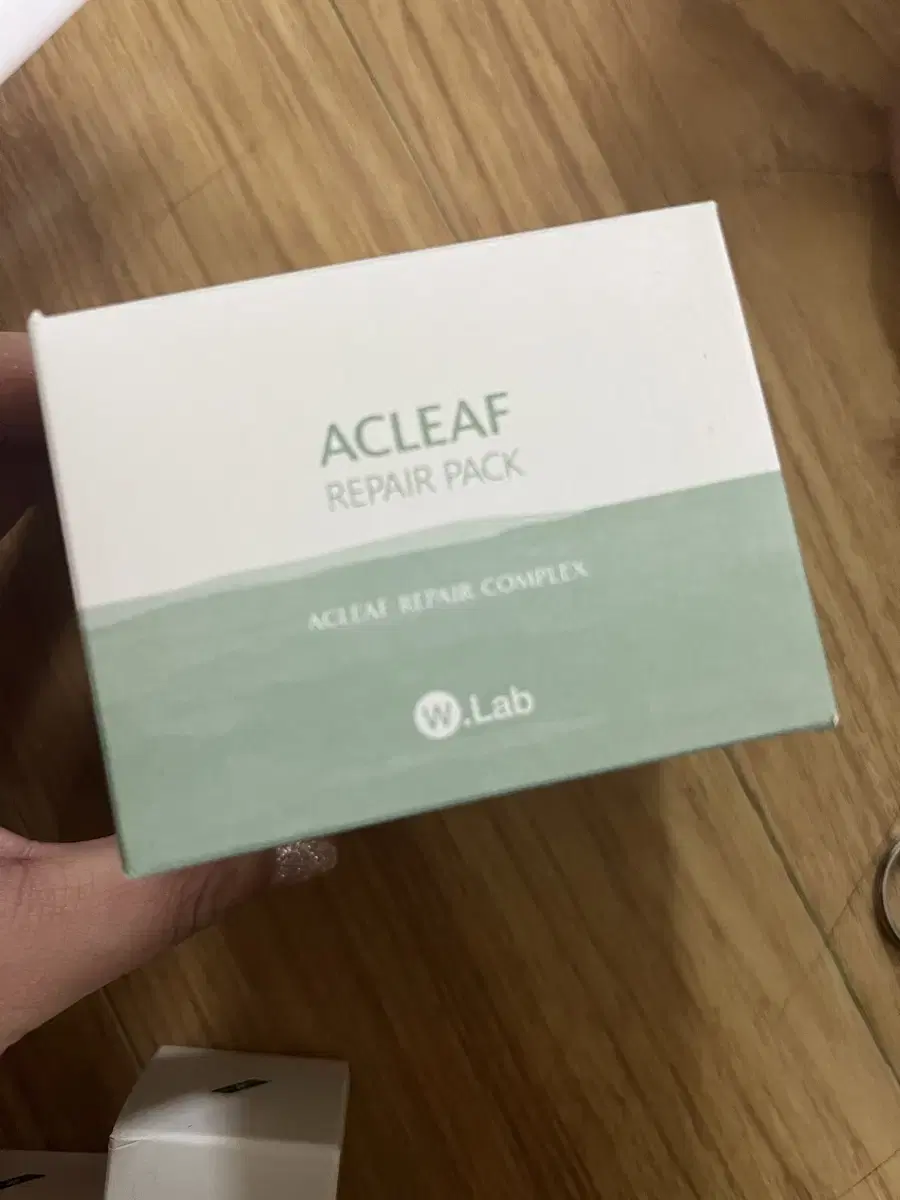 ACLEAF
REPAIR PACK
ACLEAF REPAIR COMPLEX
W.Lab